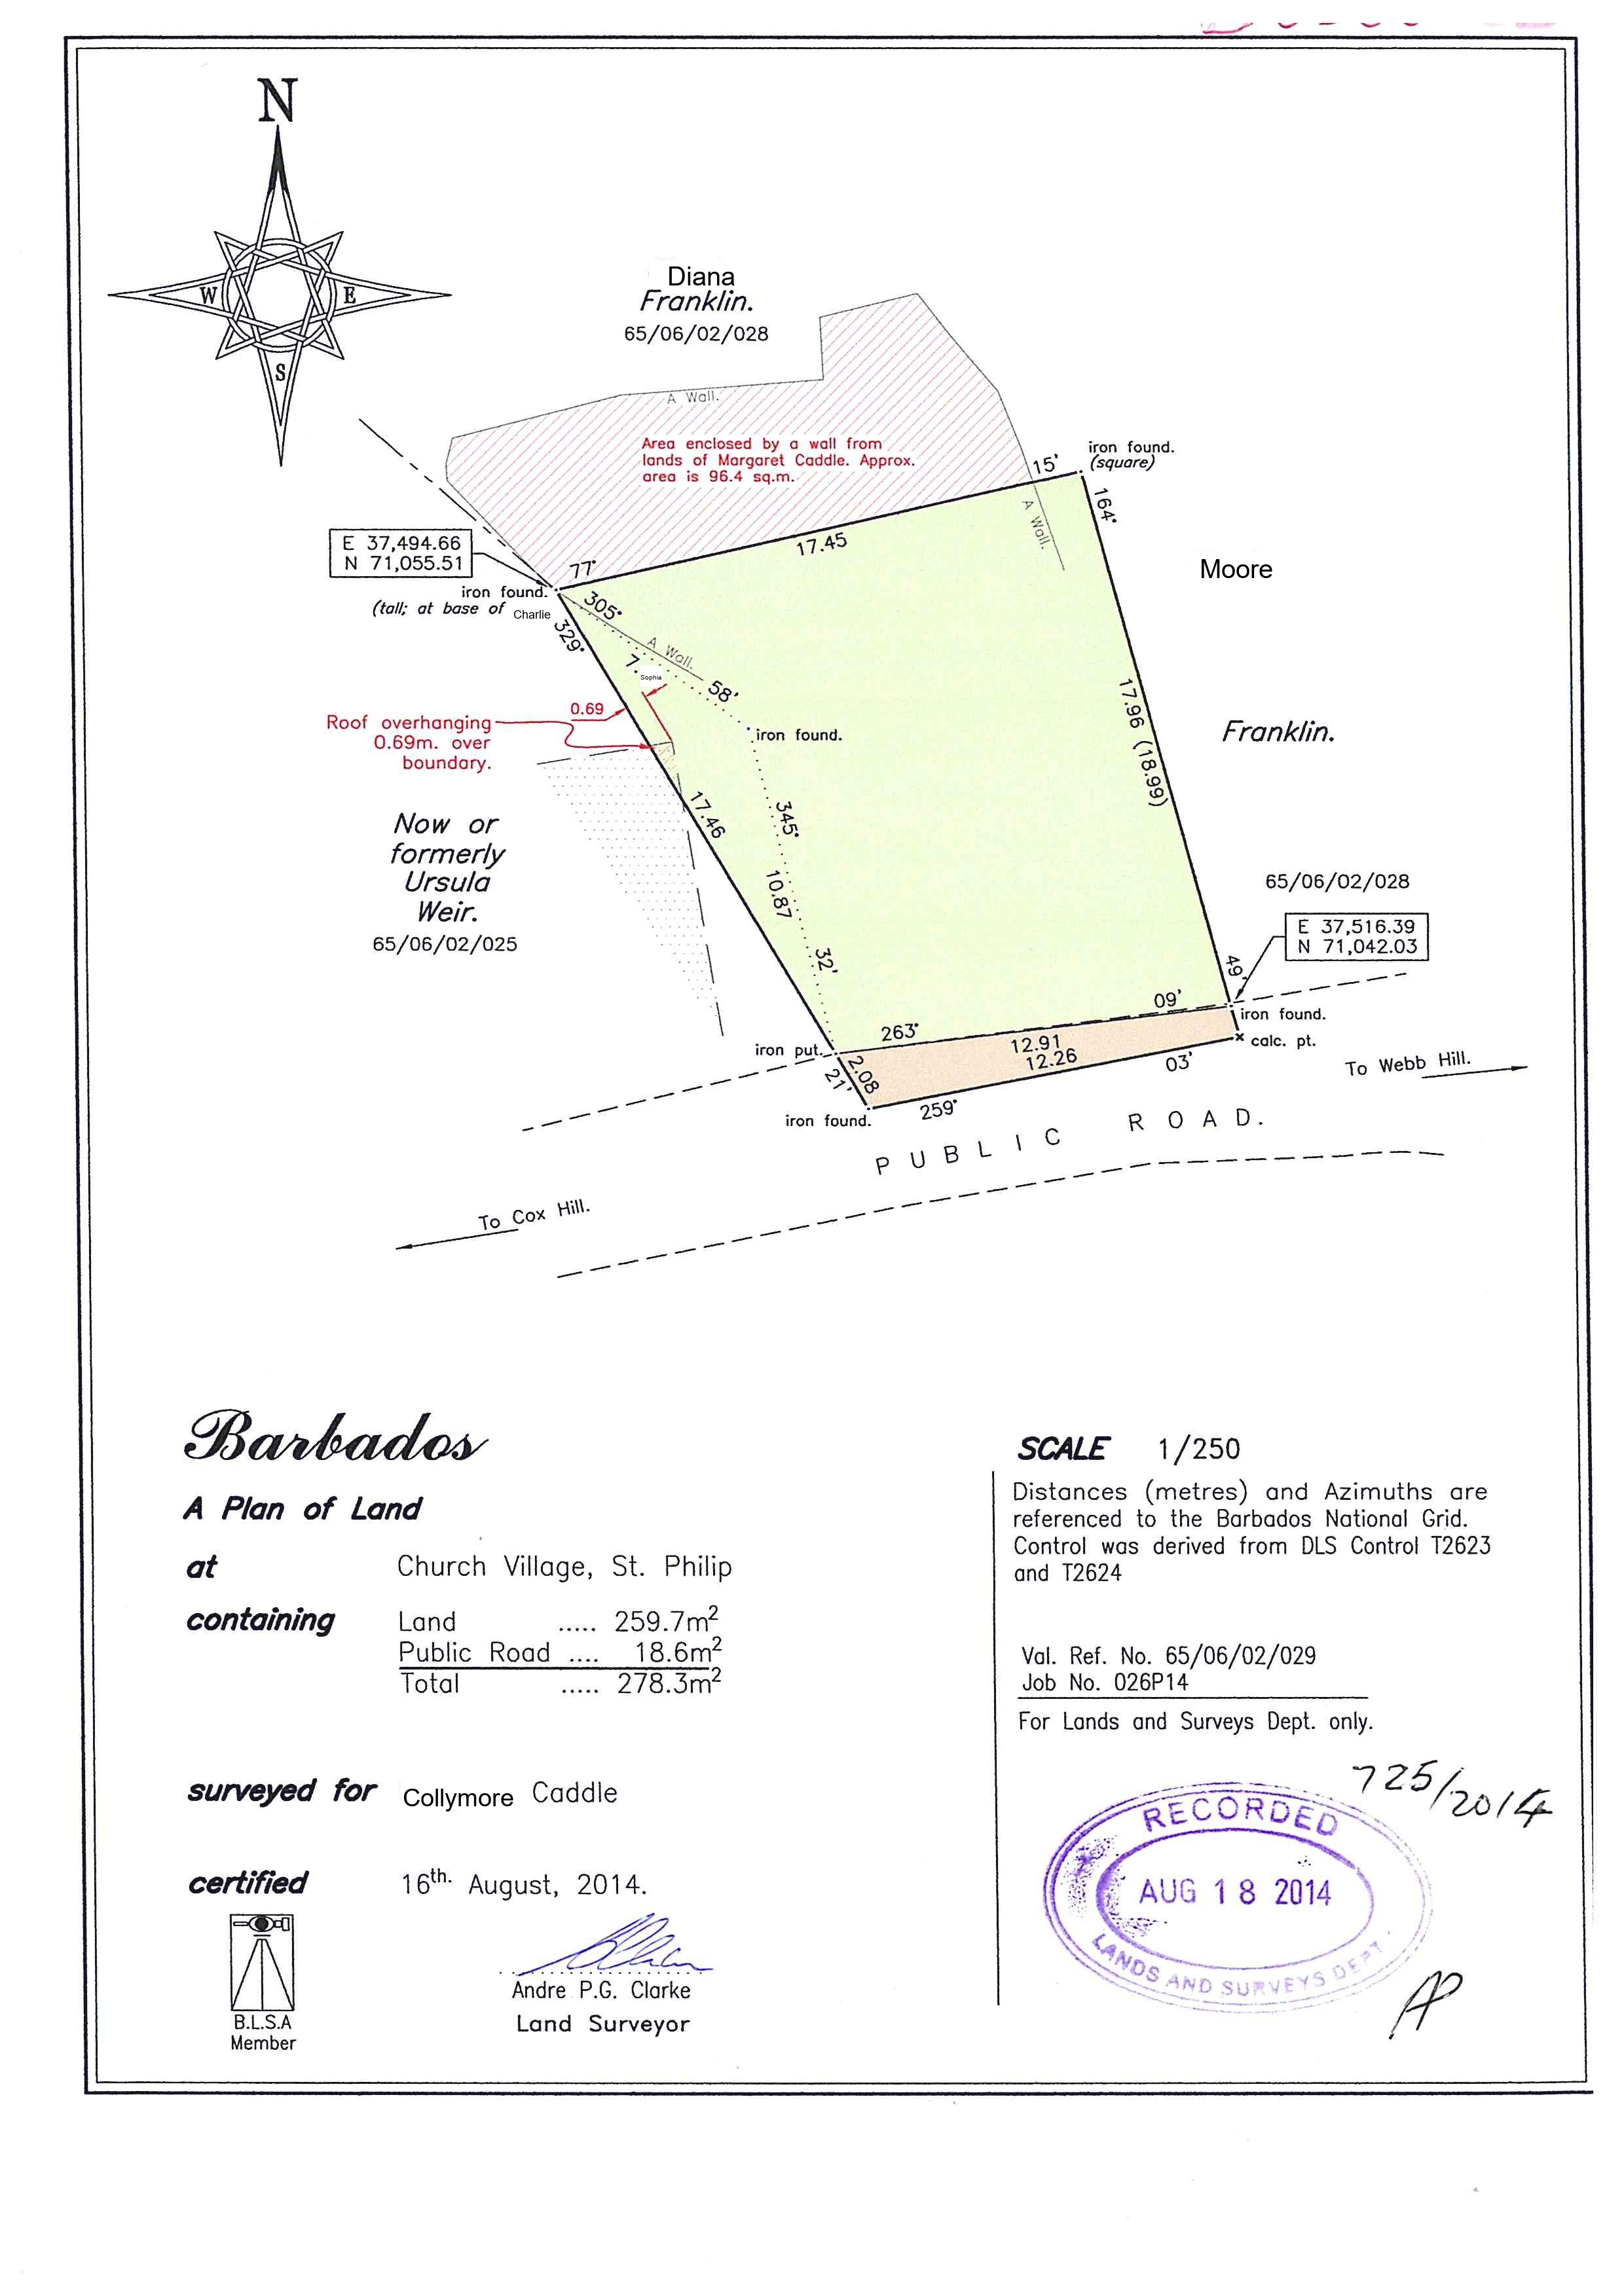 N
W
E
S
Diana
Franklin.
65/06/02/028
A Wall.
Area enclosed by a wall from
lands of Margaret Caddle. Approx.
area is 96.4 sq.m.
15'
iron found.
(square)
164°
A Wall.
E 37,494.66
N 71,055.51
77°
17.45
iron found.
(tall; at base of Charlie
305°
329°
Moore
A Wall.
7.
Sophia
58'
0.69
Roof overhanging
0.69m. over
boundary.
iron found.
17.96 (18.99)
Franklin.
17.46
345°
Now or
formerly
Ursula
Weir.
65/06/02/025
10.87
32'
65/06/02/028
E 37,516.39
N 71,042.03
49'
09'
iron found.
263°
12.91
12.26
calc. pt.
iron put.
2.08
21'
03'
To Webb Hill.
iron found.
259°
PUBLIC ROAD.
To Cox Hill.
Barbados
A Plan of Land
at Church Village, St. Philip
containing Land ..... 259.7m²
Public Road .... 18.6m²
Total ..... 278.3m²
surveyed for Collymore Caddle
certified 16th. August, 2014.
B.L.S.A
Member
Andre P.G. Clarke
Land Surveyor
SCALE 1/250
Distances (metres) and Azimuths are
referenced to the Barbados National Grid.
Control was derived from DLS Control T2623
and T2624
Val. Ref. No. 65/06/02/029
Job No. 026P14
For Lands and Surveys Dept. only.
725/2014
RECORDED
AUG 18 2014
LANDS AND SURVEYS DEPT.
AP